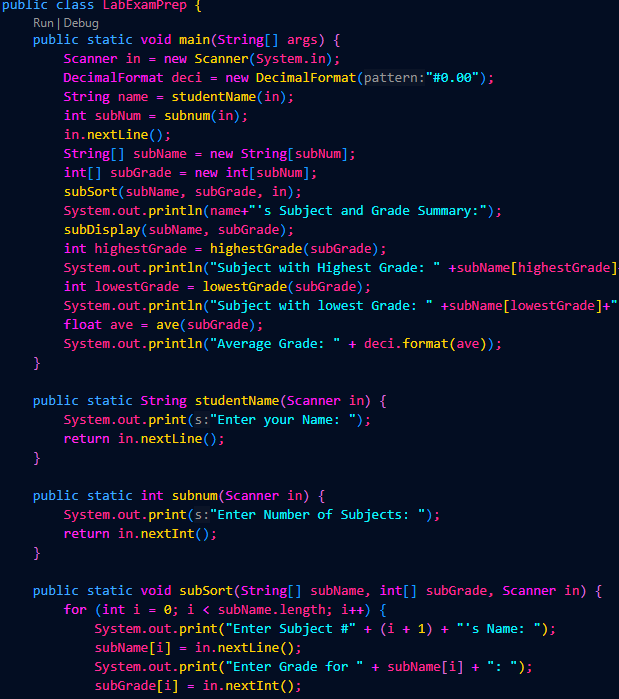 public class LabExamPrep {
Run | Debug
public static void main(String[] args) {
Scanner in = new Scanner(System.in);
DecimalFormat deci = new DecimalFormat(pattern:"#0.00");
String name = studentName(in);
int subNum = subnum(in);
in.nextLine();
String[] subName = new String[subNum];
int[] subGrade = new int[subNum];
subSort(subName, subGrade, in);
System.out.println(name+"'s Subject and Grade Summary:");
subDisplay(subName, subGrade);
int highestGrade = highestGrade(subGrade);
System.out.println("Subject with Highest Grade: " +subName[highestGrade]+
int lowestGrade = lowestGrade(subGrade);
System.out.println("Subject with lowest Grade: " +subName[lowestGrade]+"
float ave = ave(subGrade);
System.out.println("Average Grade: " + deci.format(ave));
}
public static String studentName(Scanner in) {
System.out.print(s:"Enter your Name: ");
return in.nextLine();
}
public static int subnum(Scanner in) {
System.out.print(s:"Enter Number of Subjects: ");
return in.nextInt();
}
public static void subSort(String[] subName, int[] subGrade, Scanner in) {
for (int i = 0; i < subName.length; i++) {
System.out.print("Enter Subject #" + (i + 1) + "'s Name: ");
subName[i] = in.nextLine();
System.out.print("Enter Grade for " + subName[i] + ": ");
subGrade[i] = in.nextInt();